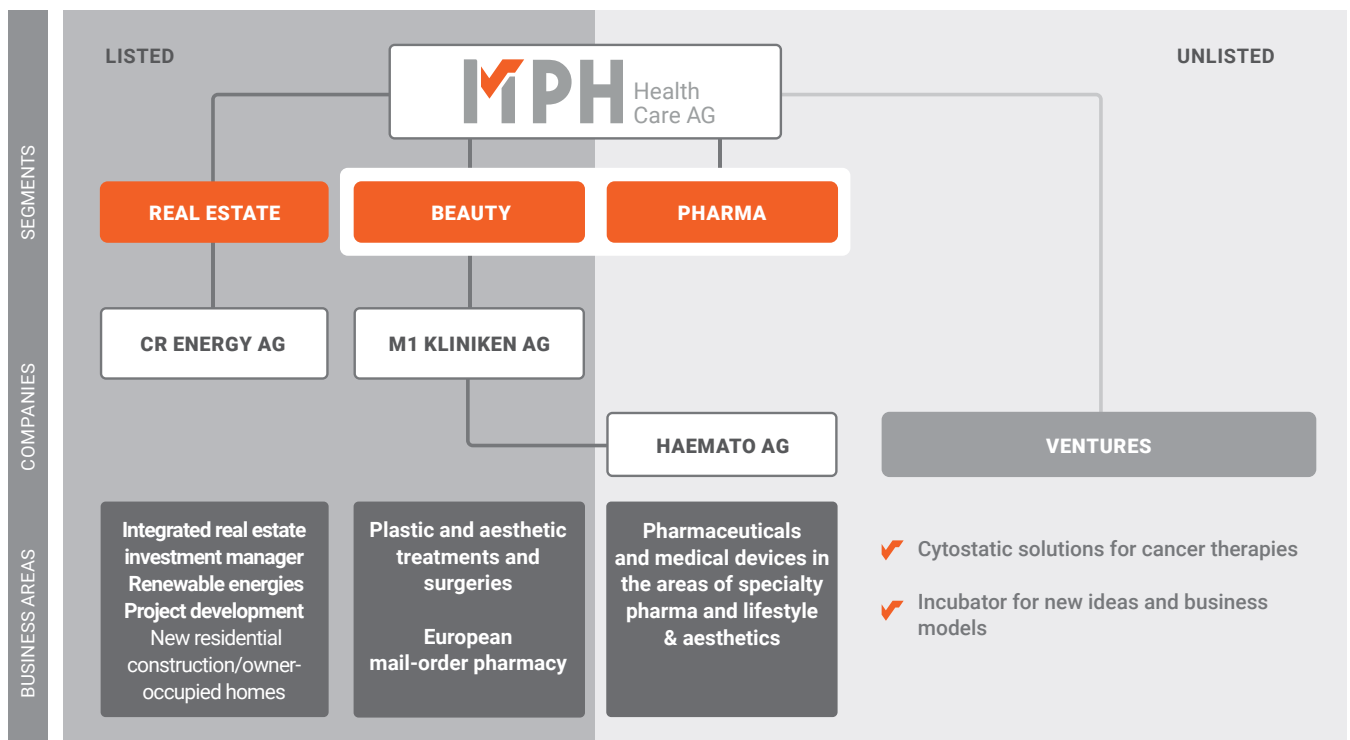 LISTED
UNLISTED
MPH Health
Care AG
SEGMENTS
REAL ESTATE
BEAUTY
PHARMA
COMPANIES
CR ENERGY AG
M1 KLINIKEN AG
HAEMATO AG
VENTURES
BUSINESS AREAS
Integrated real estate
investment manager
Renewable energies
Project development
New residential
construction/owner-
occupied homes
Plastic and aesthetic
treatments and
surgeries
European
mail-order pharmacy
Pharmaceuticals
and medical devices in
the areas of specialty
pharma and lifestyle
& aesthetics
Cytostatic solutions for cancer therapies
Incubator for new ideas and business
models